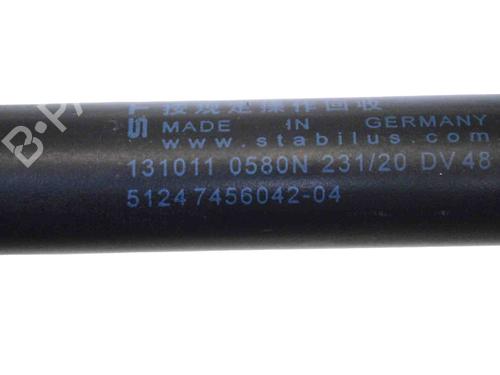 按规定操作回收
MADE IN GERMANY
www.stabilus.com
131011 0580N 231/20 DV48
51247456042-04